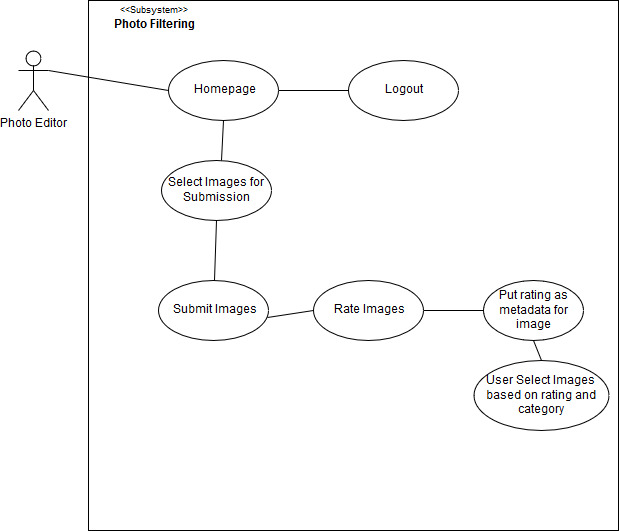 <<Subsystem>>
Photo Filtering
Homepage
Logout
Photo Editor
Select Images for
Submission
Submit Images
Rate Images
Put rating as
metadata for
image
User Select Images
based on rating and
category